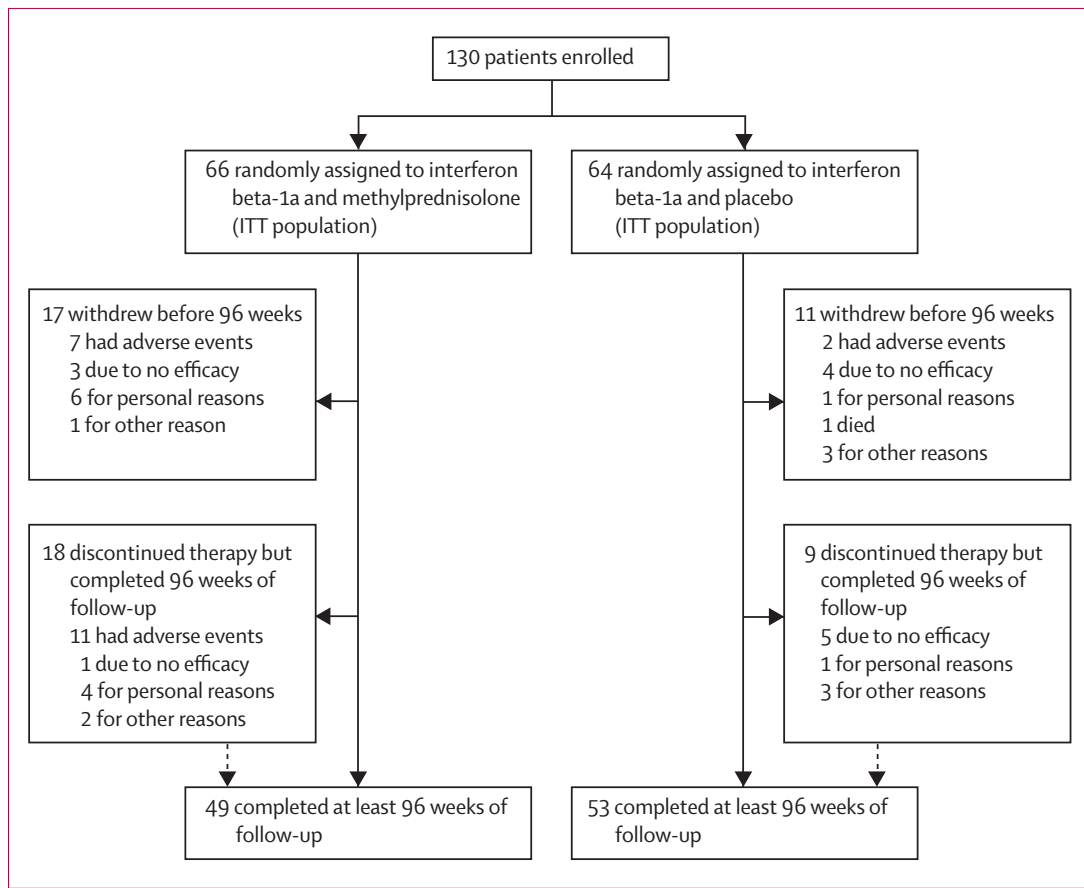 130 patients enrolled
66 randomly assigned to interferon
beta-1a and methylprednisolone
(ITT population)
64 randomly assigned to interferon
beta-1a and placebo
(ITT population)
17 withdrew before 96 weeks
7 had adverse events
3 due to no efficacy
6 for personal reasons
1 for other reason
11 withdrew before 96 weeks
2 had adverse events
4 due to no efficacy
1 for personal reasons
1 died
3 for other reasons
18 discontinued therapy but
completed 96 weeks of
follow-up
11 had adverse events
1 due to no efficacy
4 for personal reasons
2 for other reasons
9 discontinued therapy but
completed 96 weeks of
follow-up
5 due to no efficacy
1 for personal reasons
3 for other reasons
49 completed at least 96 weeks of
follow-up
53 completed at least 96 weeks of
follow-up